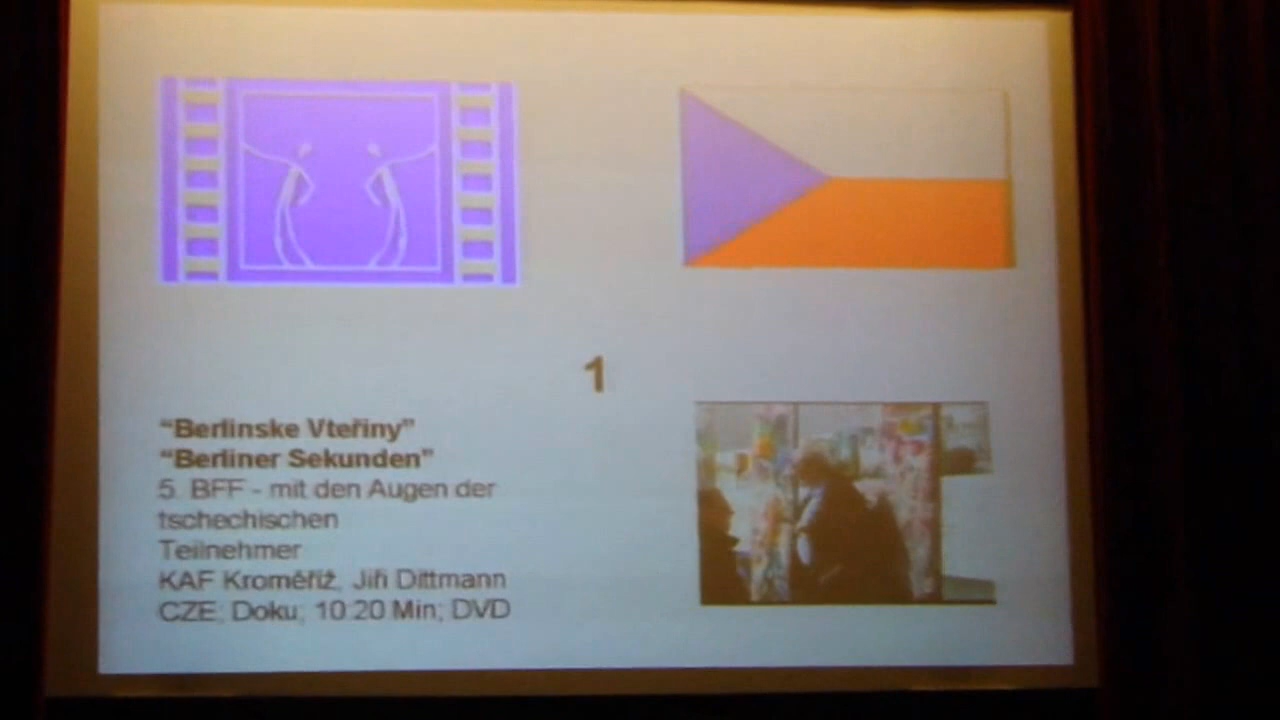 1
“Berlinske Vteřiny”
“Berliner Sekunden”
5. BFF - mit den Augen der
tschechischen
Teilnehmer
KAF Kroměříž, Jiři Dittmann
CZE; Doku; 10:20 Min; DVD